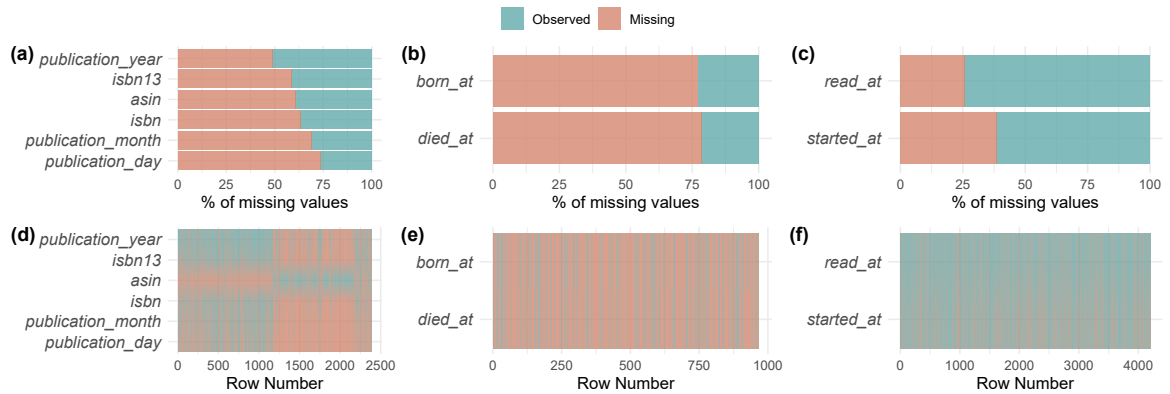 Observed Missing
(a)
publication_year
isbn13
asin
isbn
publication_month
publication_day
0 25 50 75 100
% of missing values
(b)
born_at
died_at
0 25 50 75 100
% of missing values
(c)
read_at
started_at
0 25 50 75 100
% of missing values
(d)
publication_year
isbn13
asin
isbn
publication_month
publication_day
0 500 1000 1500 2000 2500
Row Number
(e)
born_at
died_at
0 250 500 750 1000
Row Number
(f)
read_at
started_at
0 1000 2000 3000 4000
Row Number